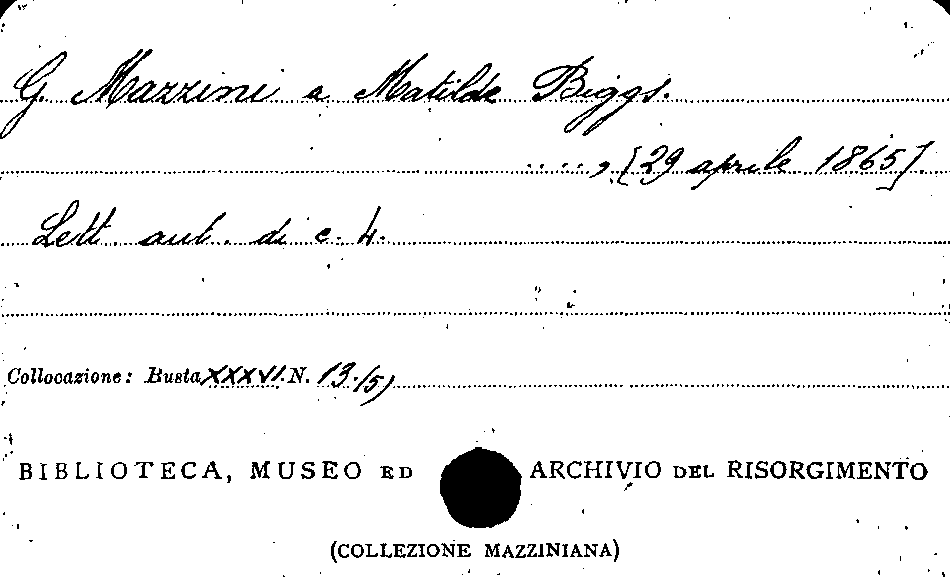 G. Mazzini a Matilde Biggs.
....., [29 aprile 1865].
Lett. aut. di c. 4.
Collocazione: Busta XXXVI. N. 13.(5)
BIBLIOTECA, MUSEO ED ARCHIVIO DEL RISORGIMENTO
(COLLEZIONE MAZZINIANA)